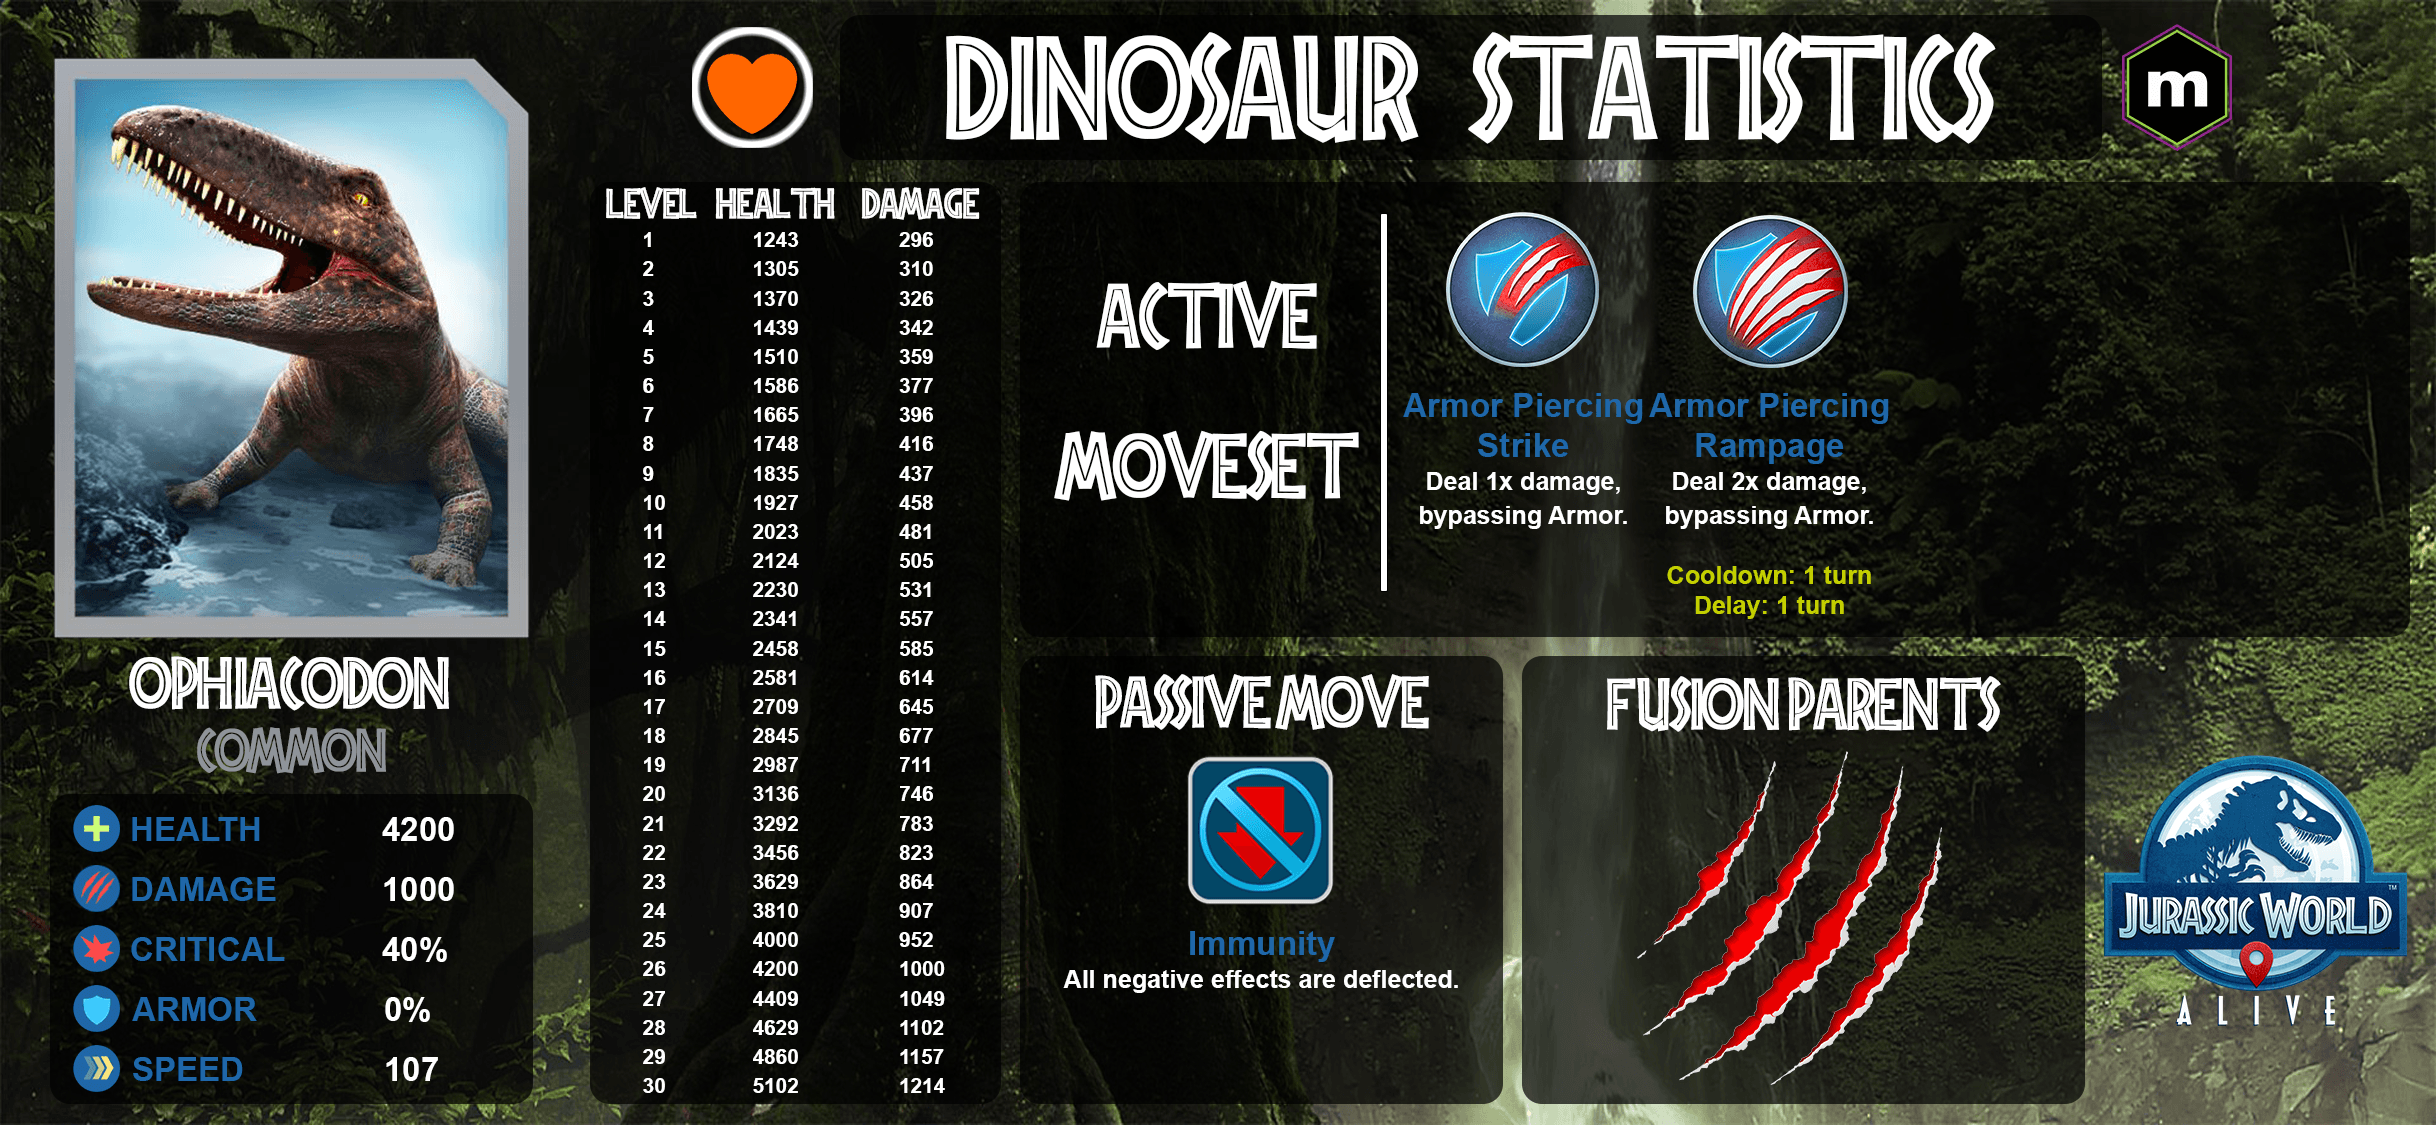 DINOSAUR STATISTICS
m
OPHIACODON
COMMON
HEALTH 4200
DAMAGE 1000
CRITICAL 40%
ARMOR 0%
SPEED 107
LEVEL HEALTH DAMAGE
1 1243 296
2 1305 310
3 1370 326
4 1439 342
5 1510 359
6 1586 377
7 1665 396
8 1748 416
9 1835 437
10 1927 458
11 2023 481
12 2124 505
13 2230 531
14 2341 557
15 2458 585
16 2581 614
17 2709 645
18 2845 677
19 2987 711
20 3136 746
21 3292 783
22 3456 823
23 3629 864
24 3810 907
25 4000 952
26 4200 1000
27 4409 1049
28 4629 1102
29 4860 1157
30 5102 1214
ACTIVE
MOVESET
Armor Piercing
Strike
Deal 1x damage,
bypassing Armor.
Armor Piercing
Rampage
Deal 2x damage,
bypassing Armor.
Cooldown: 1 turn
Delay: 1 turn
PASSIVE MOVE
Immunity
All negative effects are deflected.
FUSION PARENTS
JURASSIC WORLD™
ALIVE